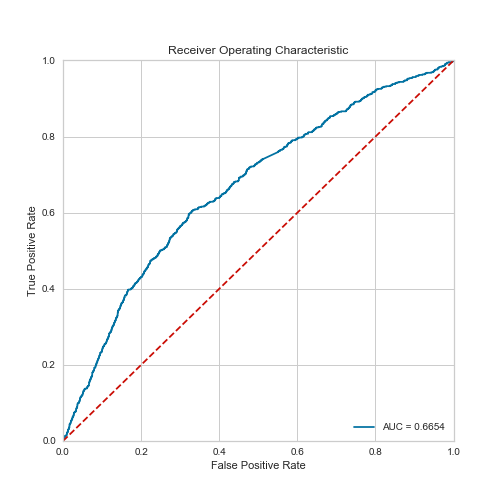 Receiver Operating Characteristic
1.0
0.8
0.6
0.4
0.2
0.0
True Positive Rate
AUC = 0.6654
0.0 0.2 0.4 0.6 0.8 1.0
False Positive Rate